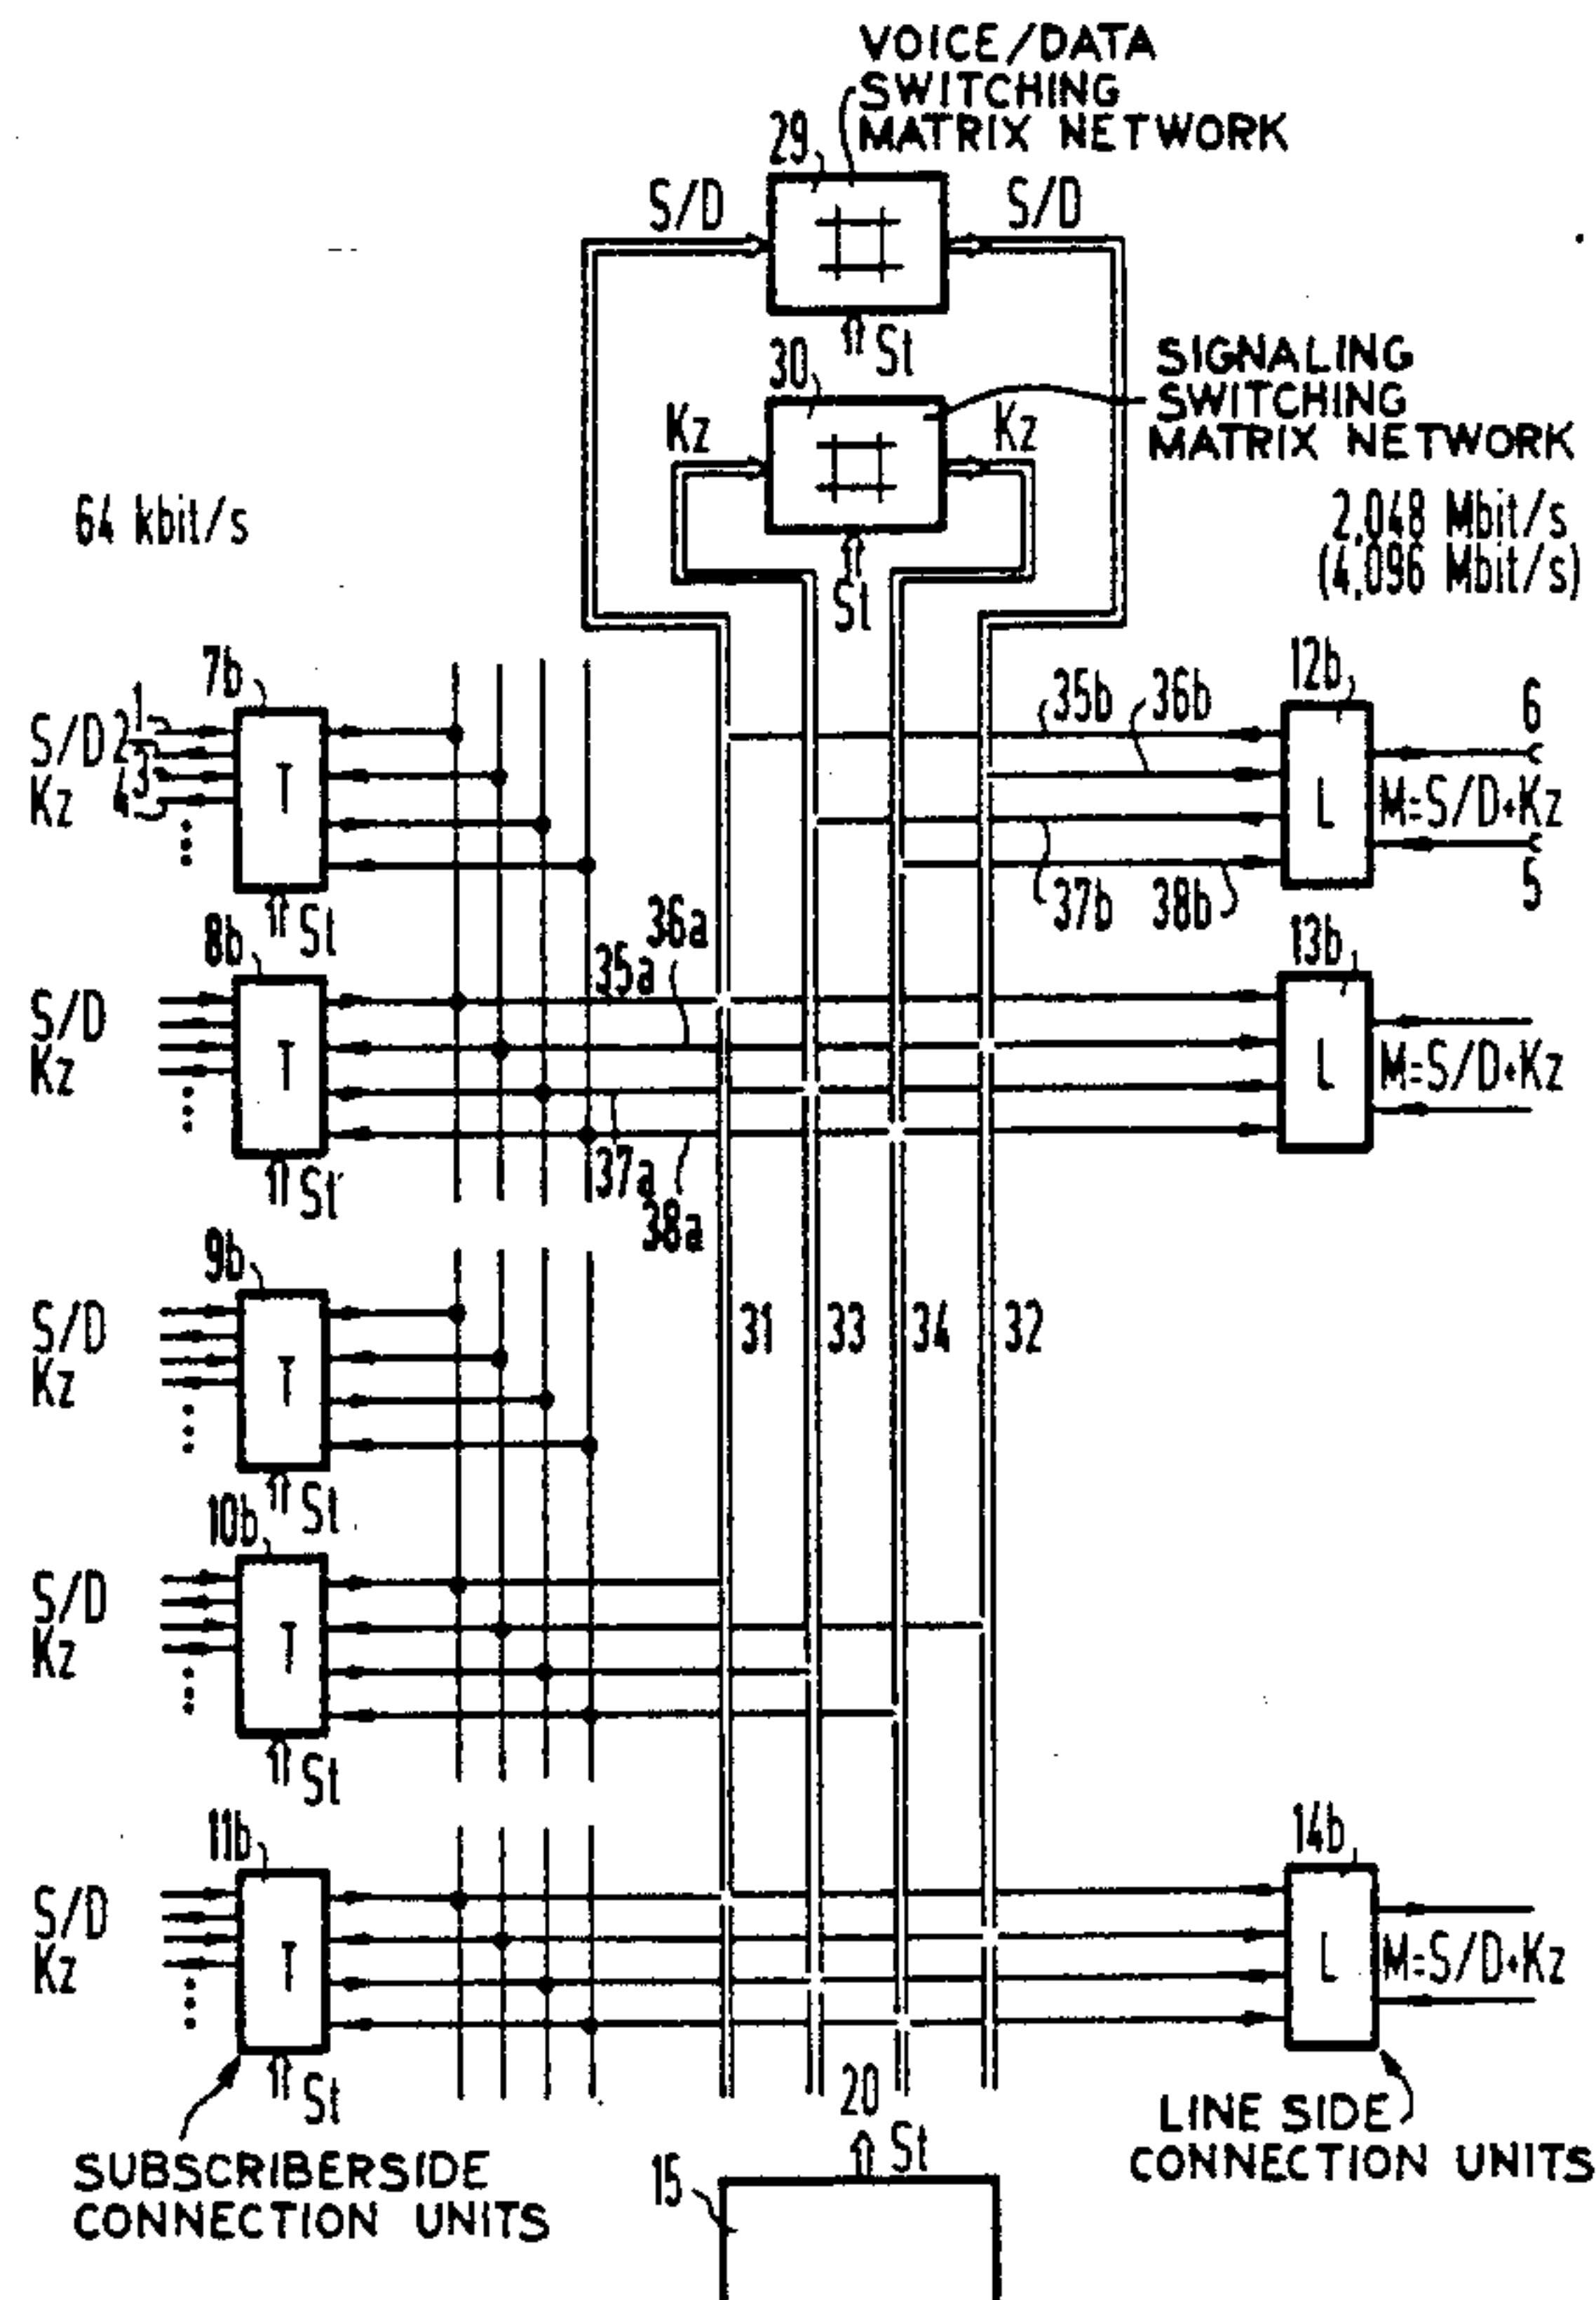 VOICE/DATA
SWITCHING
MATRIX NETWORK
29
S/D
S/D
St
30
SIGNALING
SWITCHING
MATRIX NETWORK
Kz
Kz
St
64 kbit/s
2,048 Mbit/s
(4,096 Mbit/s)
7b
12b
35b
36b
6
1
S/D 2
3
Kz 4
T
L
M=S/D+Kz
5
St
37b
38b
8b
36a
35a
13b
S/D
Kz
T
L
M=S/D+Kz
St
37a
38a
9b
S/D
Kz
T
31
33
34
32
St
10b
S/D
Kz
T
St
11b
14b
S/D
Kz
T
L
M=S/D+Kz
St
20
St
15
SUBSCRIBERSIDE
CONNECTION UNITS
LINE SIDE
CONNECTION UNITS